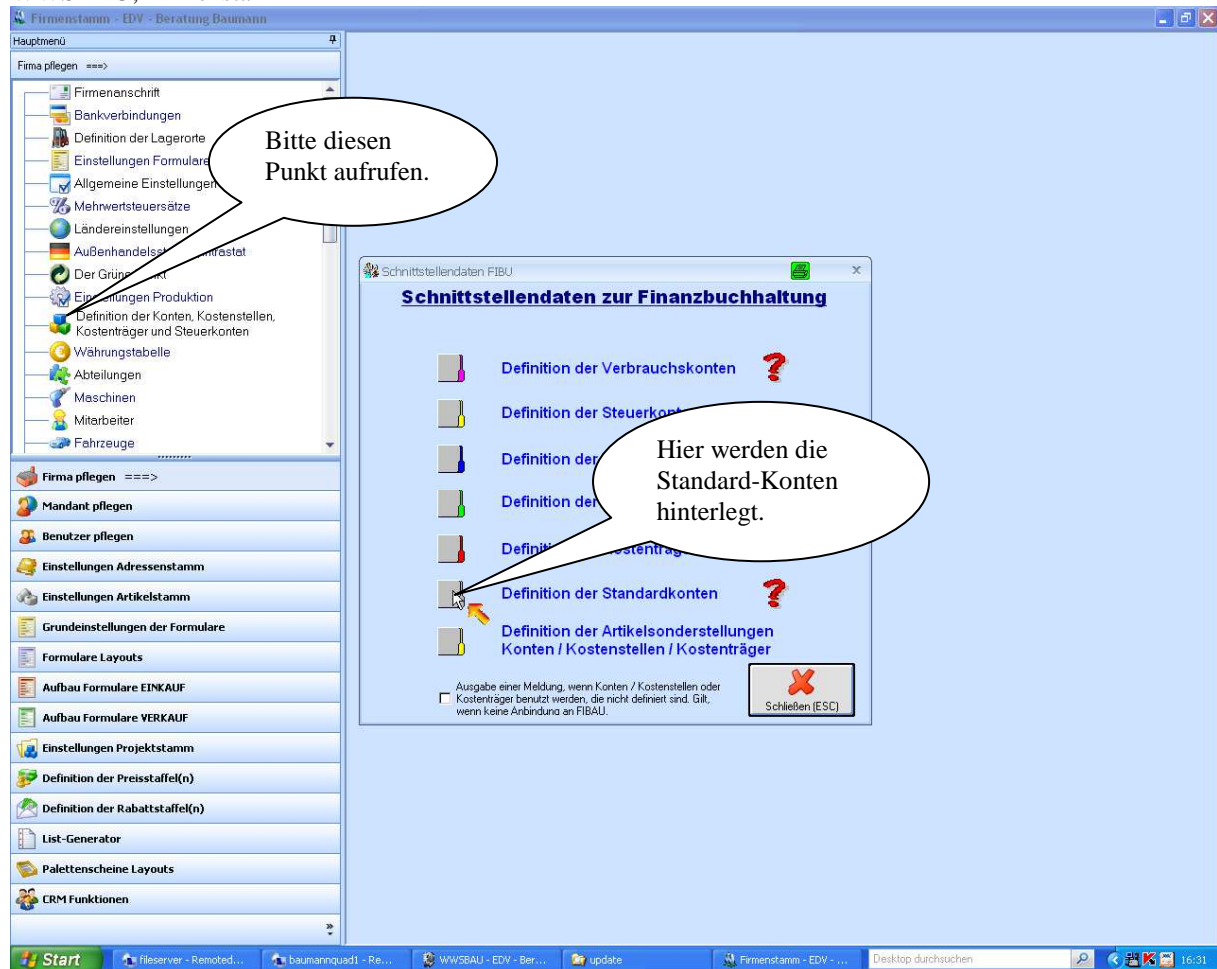 Firmenstamm - EDV - Beratung Baumann
Hauptmenü
Firma pflegen ===>
Firmenanschrift
Bankverbindungen
Definition der Lagerorte
Einstellungen Formulare
Allgemeine Einstellungen
Mehrwertsteuersätze
Ländereinstellungen
Außenhandelsst
Der Grüne
Einstellungen Produktion
Definition der Konten, Kostenstellen,
Kostenträger und Steuerkonten
Währungstabelle
Abteilungen
Maschinen
Mitarbeiter
Fahrzeuge
Bitte diesen
Punkt aufrufen.
Firma pflegen ===>
Mandant pflegen
Benutzer pflegen
Einstellungen Adressenstamm
Einstellungen Artikelstamm
Grundeinstellungen der Formulare
Formulare Layouts
Aufbau Formulare EINKAUF
Aufbau Formulare VERKAUF
Einstellungen Projektstamm
Definition der Preisstaffel(n)
Definition der Rabattstaffel(n)
List-Generator
Palettenscheine Layouts
CRM Funktionen
Schnittstellendaten FIBU
Schnittstellendaten zur Finanzbuchhaltung
Definition der Verbrauchskonten
Definition der Steuerkont
Definition der
Definition der
Definition der Standardkonten
Definition der Artikelsonderstellungen
Konten / Kostenstellen / Kostenträger
Hier werden die
Standard-Konten
hinterlegt.
Ausgabe einer Meldung, wenn Konten / Kostenstellen oder
Kostenträger benutzt werden, die nicht definiert sind. Gilt,
wenn keine Anbindung an FIBAU.
Schließen (ESC)
Start
fileserver - Remoted...
baumannquad1 - Re...
WWSBAU - EDV - Ber...
update
Firmenstamm - EDV - ...
Desktop durchsuchen
16:31